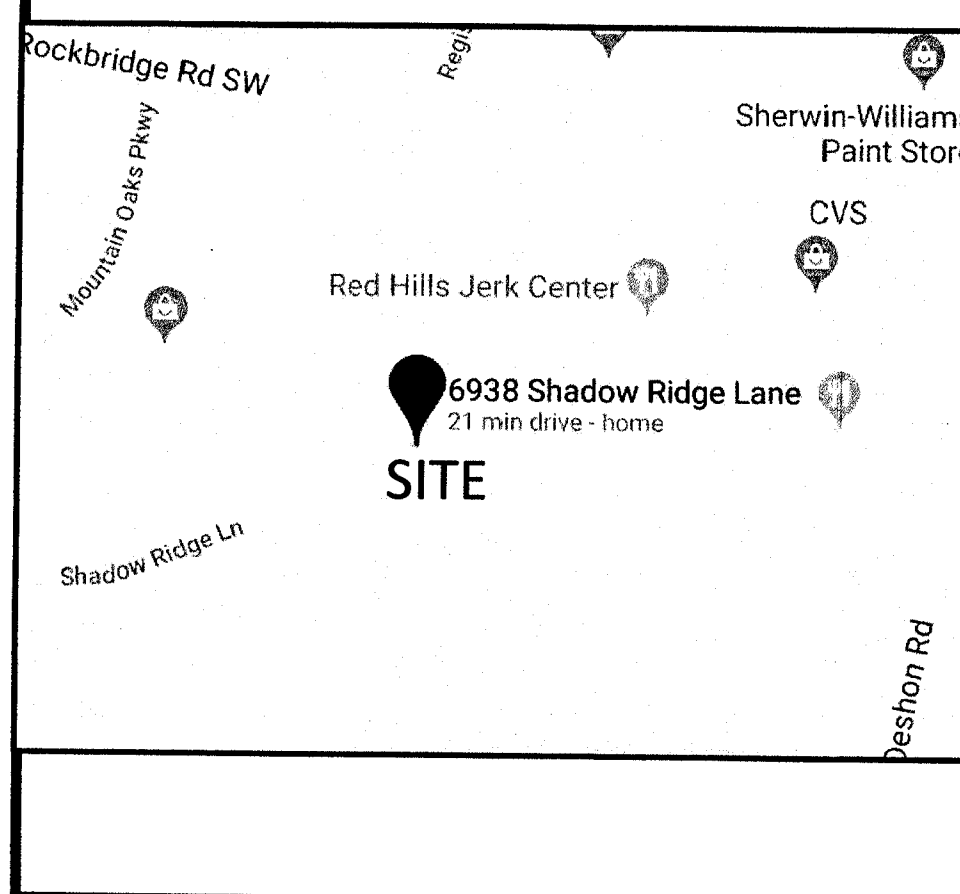 Rockbridge Rd SW
Regis
Sherwin-Williams
Paint Store
Mountain Oaks Pkwy
CVS
Red Hills Jerk Center
6938 Shadow Ridge Lane
21 min drive - home
SITE
Shadow Ridge Ln
Deshon Rd